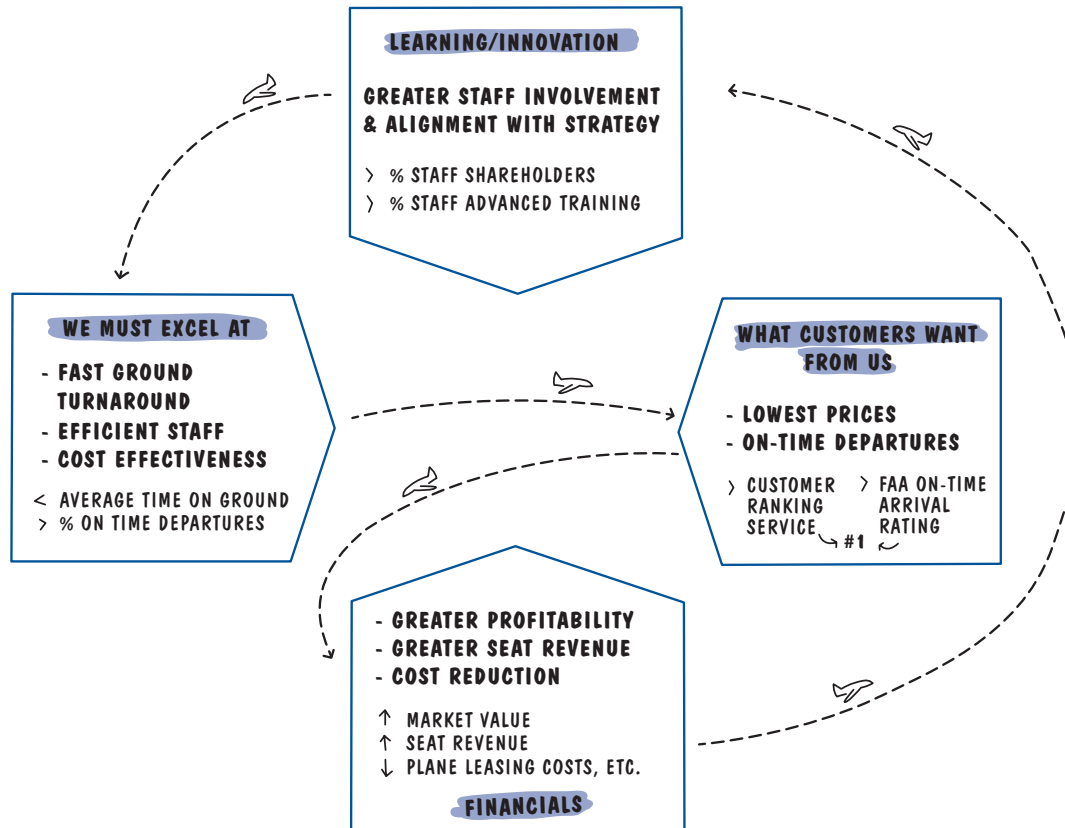 LEARNING/INNOVATION
GREATER STAFF INVOLVEMENT
& ALIGNMENT WITH STRATEGY
> % STAFF SHAREHOLDERS
> % STAFF ADVANCED TRAINING
WE MUST EXCEL AT
- FAST GROUND
TURNAROUND
- EFFICIENT STAFF
- COST EFFECTIVENESS
< AVERAGE TIME ON GROUND
> % ON TIME DEPARTURES
WHAT CUSTOMERS WANT
FROM US
- LOWEST PRICES
- ON-TIME DEPARTURES
> CUSTOMER
RANKING
SERVICE
> FAA ON-TIME
ARRIVAL
RATING
#1
- GREATER PROFITABILITY
- GREATER SEAT REVENUE
- COST REDUCTION
↑ MARKET VALUE
↑ SEAT REVENUE
↓ PLANE LEASING COSTS, ETC.
FINANCIALS